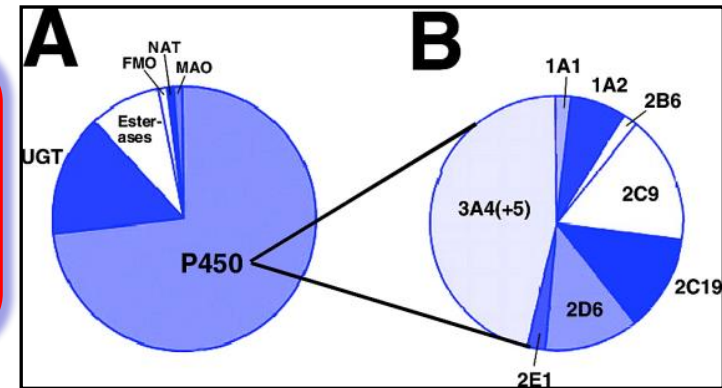 A
B
NAT
FMO
MAO
Ester-
ases
UGT
P450
1A1
1A2
2B6
2C9
3A4(+5)
2C19
2D6
2E1